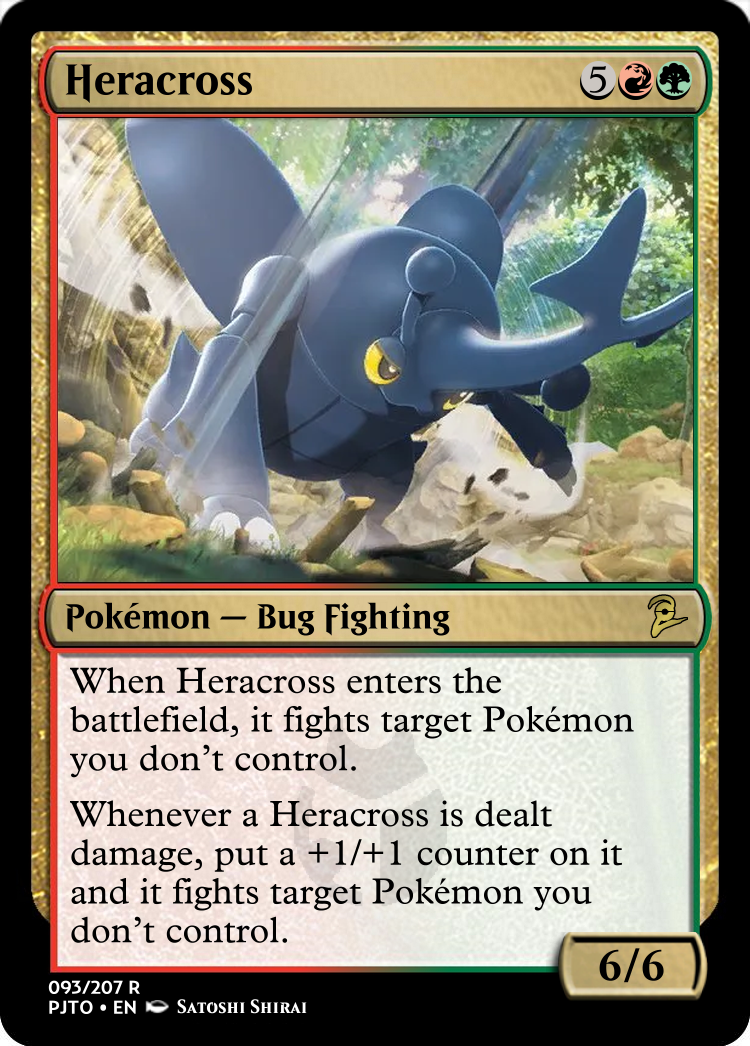 Heracross 5
Pokémon — Bug Fighting
When Heracross enters the
battlefield, it fights target Pokémon
you don't control.
Whenever a Heracross is dealt
damage, put a +1/+1 counter on it
and it fights target Pokémon you
don't control.
6/6
093/207 R
PJTO • EN Satoshi Shirai